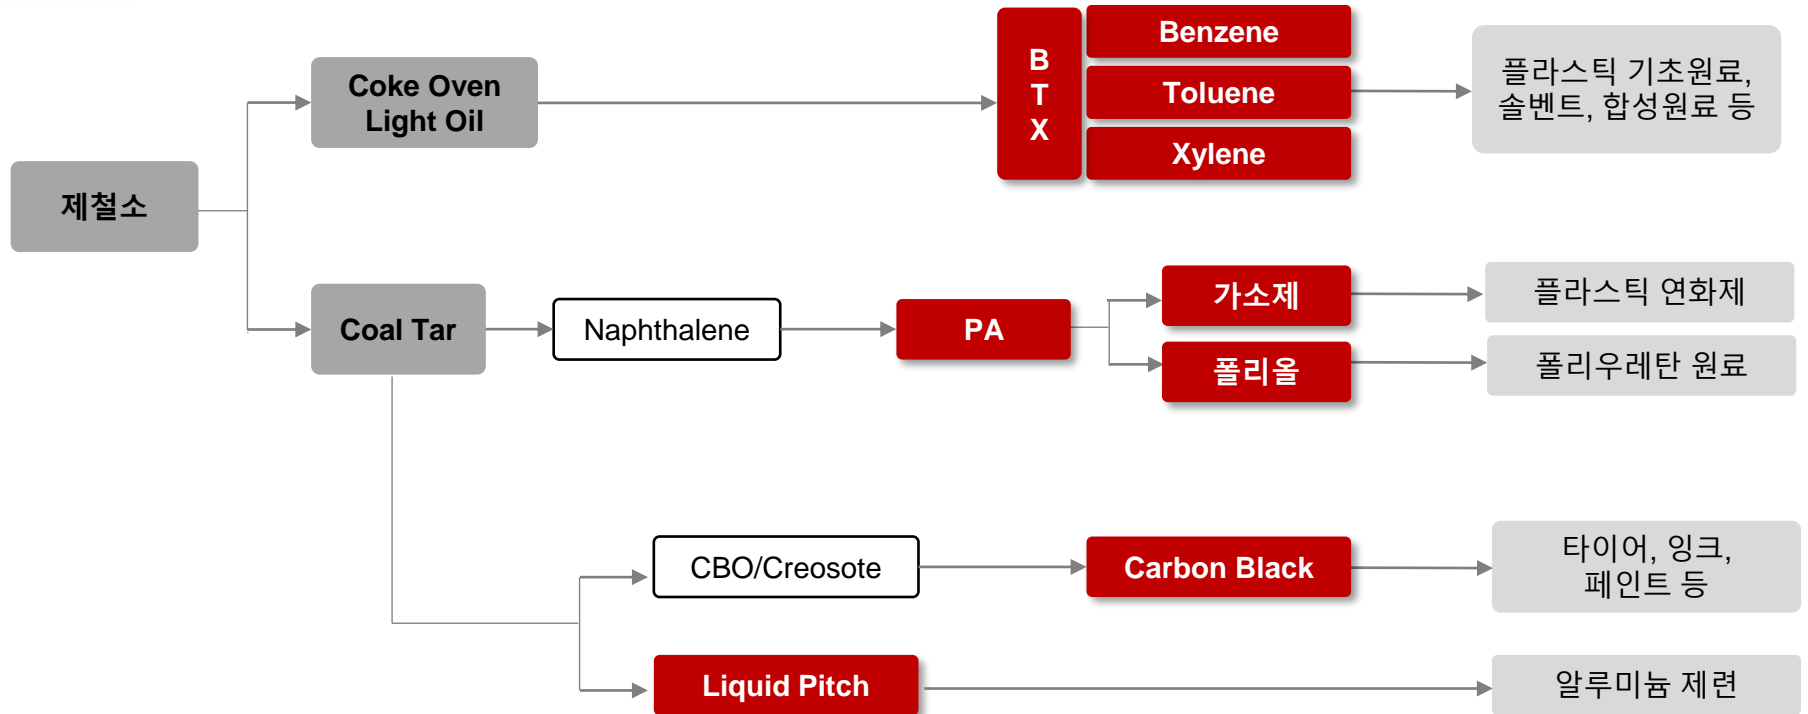 제철소
Coke Oven
Light Oil
B
T
X
Benzene
Toluene
Xylene
플라스틱 기초원료,
솔벤트, 합성원료 등
Coal Tar
Naphthalene
PA
가소제
플라스틱 연화제
폴리올
폴리우레탄 원료
CBO/Creosote
Carbon Black
타이어, 잉크,
페인트 등
Liquid Pitch
알루미늄 제련